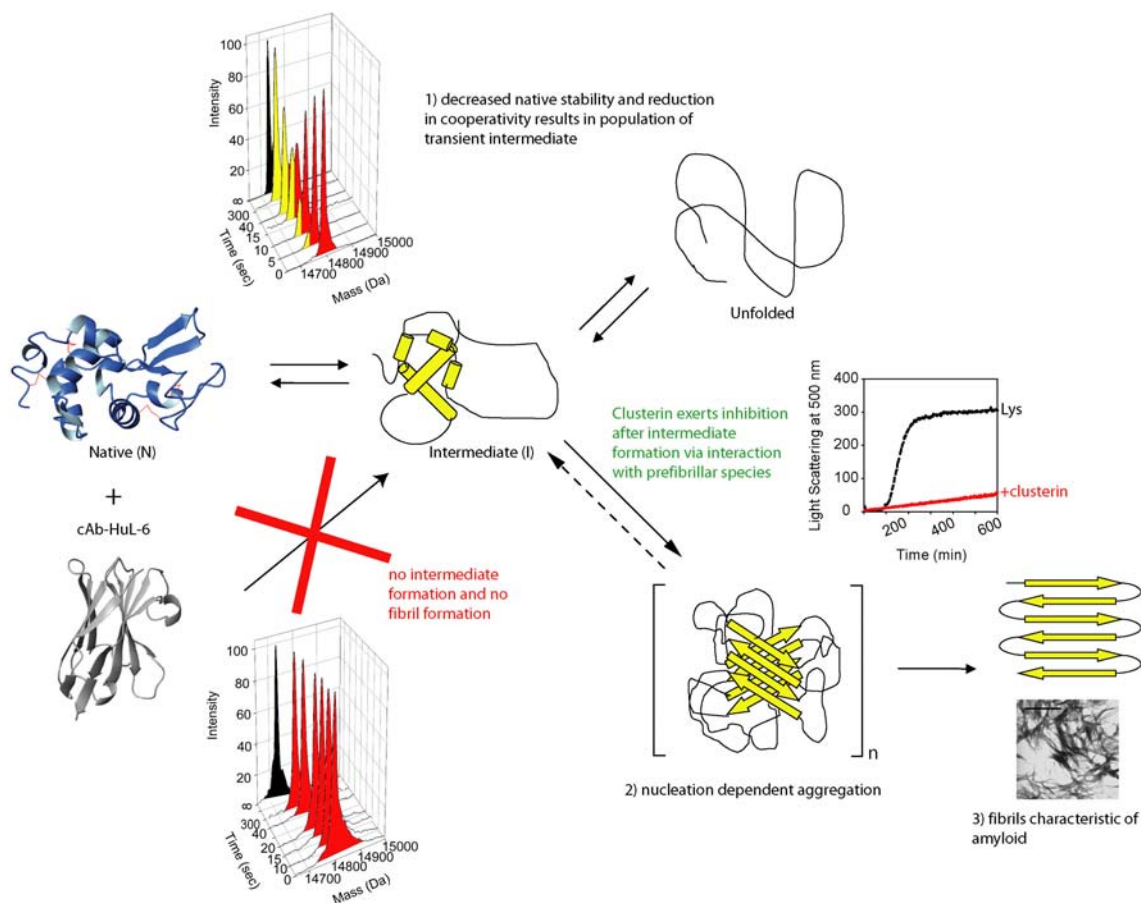 100
80
60
40
20
8
Intensity
300
40
15
10
5
0
Time (sec)
14700
14800
14900
15000
Mass (Da)
1) decreased native stability and reduction
in cooperativity results in population of
transient intermediate
Unfolded
Native (N)
Intermediate (I)
+
cAb-HuL-6
Clusterin exerts inhibition
after intermediate
formation via interaction
with prefibrillar species
400
300
200
100
0
Light Scattering at 500 nm
Lys
+clusterin
200
400
600
Time (min)
no intermediate
formation and no
fibril formation
100
80
60
40
20
8
Intensity
300
40
20
15
10
0
Time (sec)
14700
14800
14900
15000
Mass (Da)
n
2) nucleation dependent aggregation
3) fibrils characteristic of
amyloid